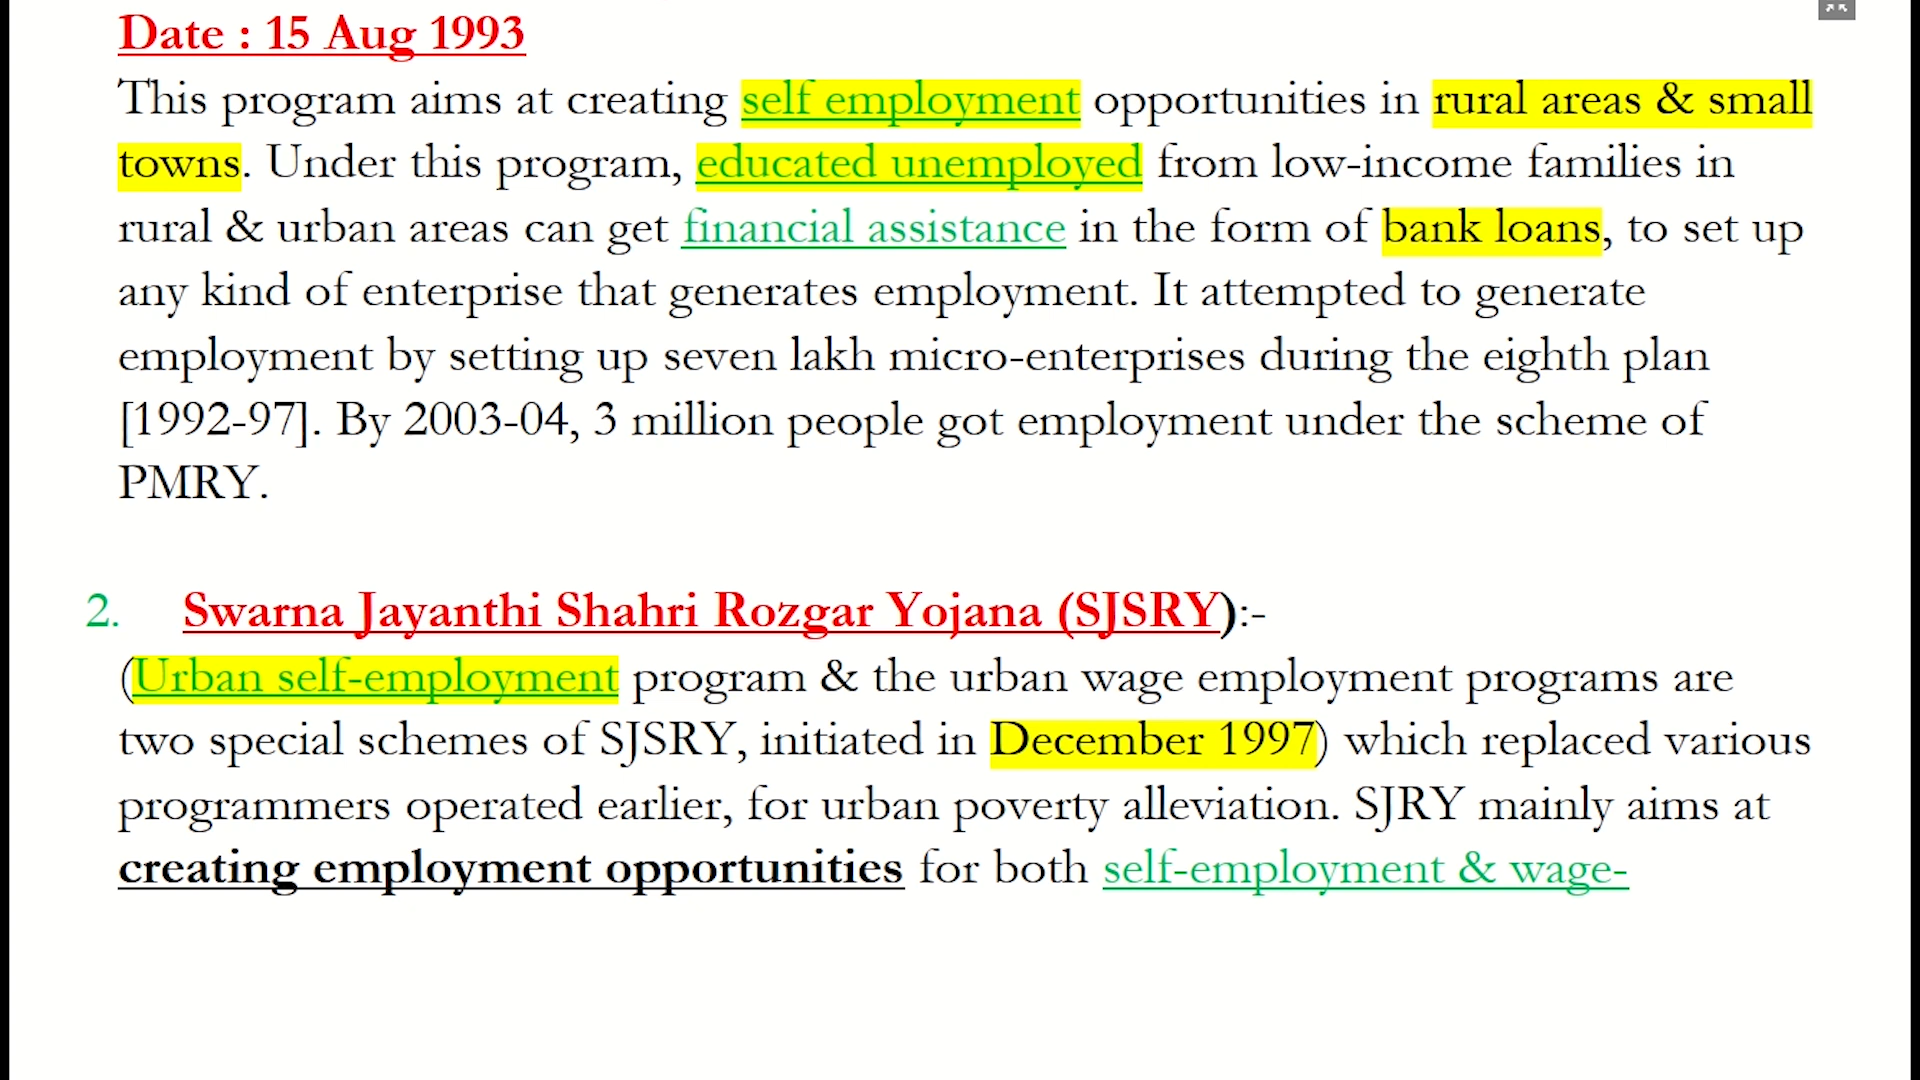 Date : 15 Aug 1993
This program aims at creating self employment opportunities in rural areas & small
towns. Under this program, educated unemployed from low-income families in
rural & urban areas can get financial assistance in the form of bank loans, to set up
any kind of enterprise that generates employment. It attempted to generate
employment by setting up seven lakh micro-enterprises during the eighth plan
[1992-97]. By 2003-04, 3 million people got employment under the scheme of
PMRY.
2. Swarna Jayanthi Shahri Rozgar Yojana (SJSRY):-
(Urban self-employment program & the urban wage employment programs are
two special schemes of SJSRY, initiated in December 1997) which replaced various
programmers operated earlier, for urban poverty alleviation. SJRY mainly aims at
creating employment opportunities for both self-employment & wage-